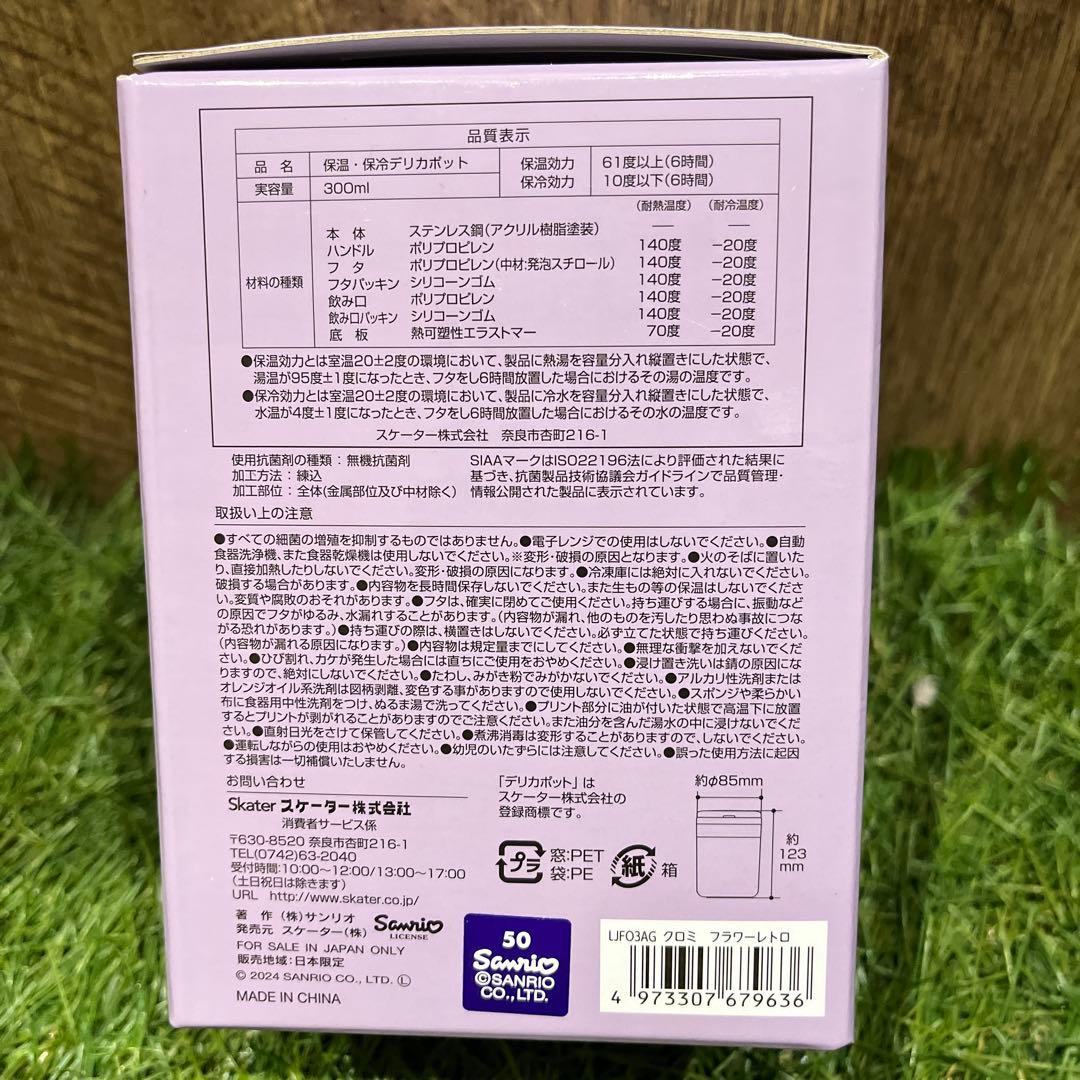 品質表示
品 名 保温・保冷デリカポット 保温効力 61度以上(6時間)
実容量 300ml 保冷効力 10度以下(6時間)
(耐熱温度) (耐冷温度)
材料の種類
本 体 ステンレス鋼(アクリル樹脂塗装) ― ―
ハンドル ポリプロピレン 140度 −20度
フ タ ポリプロピレン(中材:発泡スチロール) 140度 −20度
フタパッキン シリコーンゴム 140度 −20度
飲み口 ポリプロピレン 140度 −20度
飲み口パッキン シリコーンゴム 140度 −20度
底 板 熱可塑性エラストマー 70度 −20度
●保温効力とは室温20±2度の環境において、製品に熱湯を容量分入れ縦置きにした状態で、
湯温が95度±1度になったとき、フタをし6時間放置した場合におけるその湯の温度です。
●保冷効力とは室温20±2度の環境において、製品に冷水を容量分入れ縦置きにした状態で、
水温が4度±1度になったとき、フタをし6時間放置した場合におけるその水の温度です。
スケーター株式会社 奈良市杏町216-1
使用抗菌剤の種類：無機抗菌剤
加工方法：練込
加工部位：全体(金属部位及び中材除く)
SIAAマークはISO22196法により評価された結果に
基づき、抗菌製品技術協議会ガイドラインで品質管理・
情報公開された製品に表示されています。
取扱い上の注意
●すべての細菌の増殖を抑制するものではありません。●電子レンジでの使用はしないでください。●自動
食器洗浄機、また食器乾燥機は使用しないでください。※変形・破損の原因となります。●火のそばに置いた
り、直接加熱したりしないでください。変形・破損の原因になります。●冷凍庫には絶対に入れないでください。
破損する場合があります。●内容物を長時間保存しないでください。また生もの等の保温はしないでくださ
い。変質や腐敗のおそれがあります。●フタは、確実に閉めてご使用ください。持ち運びする場合に、振動など
の原因でフタがゆるみ、水漏れすることがあります。(内容物が漏れ、他のものを汚したり思わぬ事故につな
がる恐れがあります。)●持ち運びの際は、横置きはしないでください。必ず立てた状態で持ち運びください。
(内容物が漏れる原因になります。)●内容物は規定量までにしてください。●無理な衝撃を加えないでくだ
さい。●ひび割れ、カケが発生した場合には直ちにご使用をおやめください。●浸け置き洗いは錆の原因にな
りますので、絶対にしないでください。●たわし、みがき粉でみがかないでください。●アルカリ性洗剤または
オレンジオイル系洗剤は図柄剥離、変色する事がありますので使用しないでください。●スポンジや柔らかい
布に食器用中性洗剤をつけ、ぬるま湯で洗ってください。●プリント部分に油が付いた状態で高温下に放置
するとプリントが剥がれることがありますのでご注意ください。また油分を含んだ湯水の中に浸けないでくだ
さい。●直射日光をさけて保管してください。●煮沸消毒は変形することがありますので、しないでください。
●運転しながらの使用はおやめください。●幼児のいたずらには注意してください。●誤った使用方法に起因
する損害は一切補償いたしません。
お問い合わせ
Skater スケーター株式会社
消費者サービス係
〒630-8520 奈良市杏町216-1
TEL(0742)63-2040
受付時間:10:00〜12:00/13:00〜17:00
(土日祝日は除きます)
URL http://www.skater.co.jp/
著 作 (株)サンリオ
発売元 スケーター(株)
Sanrio
LICENSE
FOR SALE IN JAPAN ONLY
販売地域:日本限定
© 2024 SANRIO CO., LTD. Ⓛ
MADE IN CHINA
「デリカポット」は
スケーター株式会社の
登録商標です。
約φ85mm
約
123
mm
プラ
窓:PET
袋:PE
紙
箱
50
Sanrio
©SANRIO
CO.,LTD.
LJFO3AG クロミ フラワーレトロ
4 973307 679636